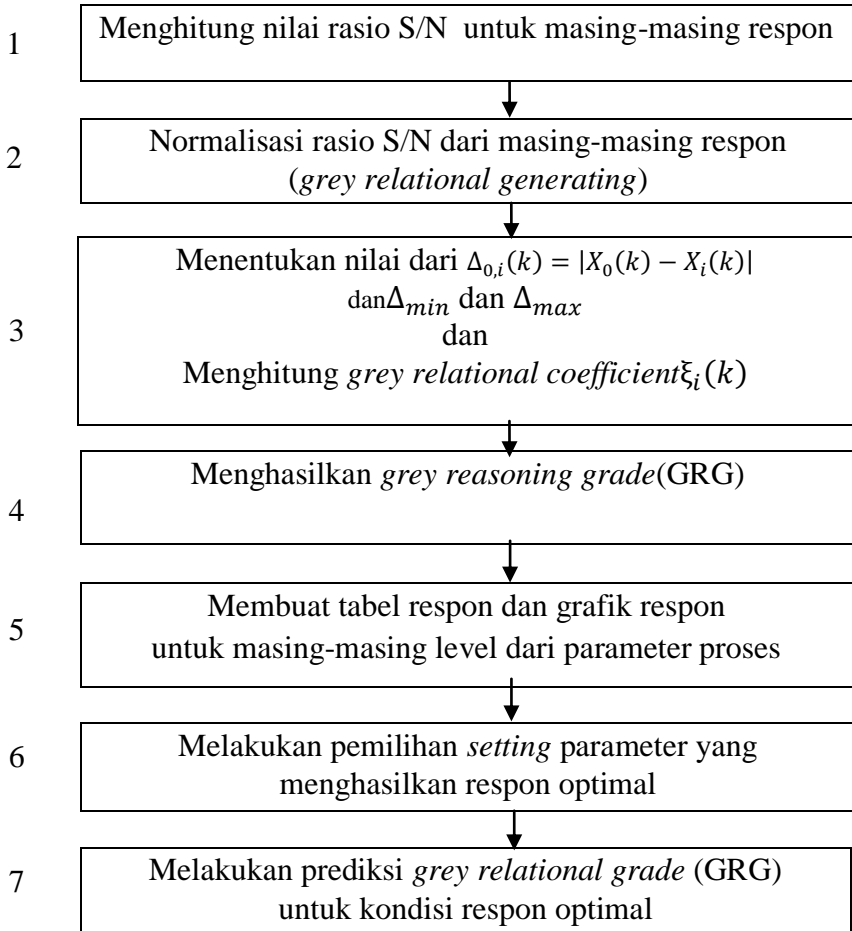 1
Menghitung nilai rasio S/N untuk masing-masing respon
2
Normalisasi rasio S/N dari masing-masing respon
(grey relational generating)
3
Menentukan nilai dari Δ₀,ᵢ(k) = |X₀(k) − Xᵢ(k)|
danΔ_min dan Δ_max
dan
Menghitung grey relational coefficientξᵢ(k)
4
Menghasilkan grey reasoning grade(GRG)
5
Membuat tabel respon dan grafik respon
untuk masing-masing level dari parameter proses
6
Melakukan pemilihan setting parameter yang
menghasilkan respon optimal
7
Melakukan prediksi grey relational grade (GRG)
untuk kondisi respon optimal